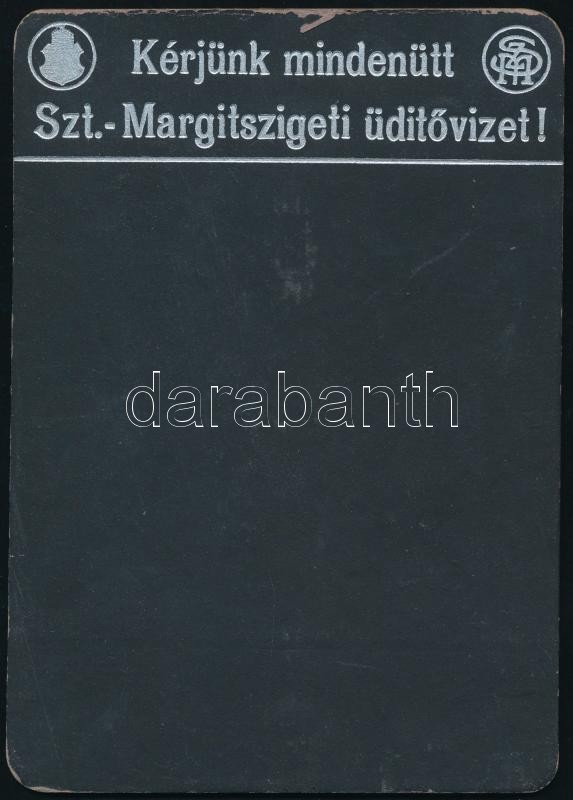 Kérjünk mindenütt
Szt.-Margitszigeti üditővizet!
darabanth